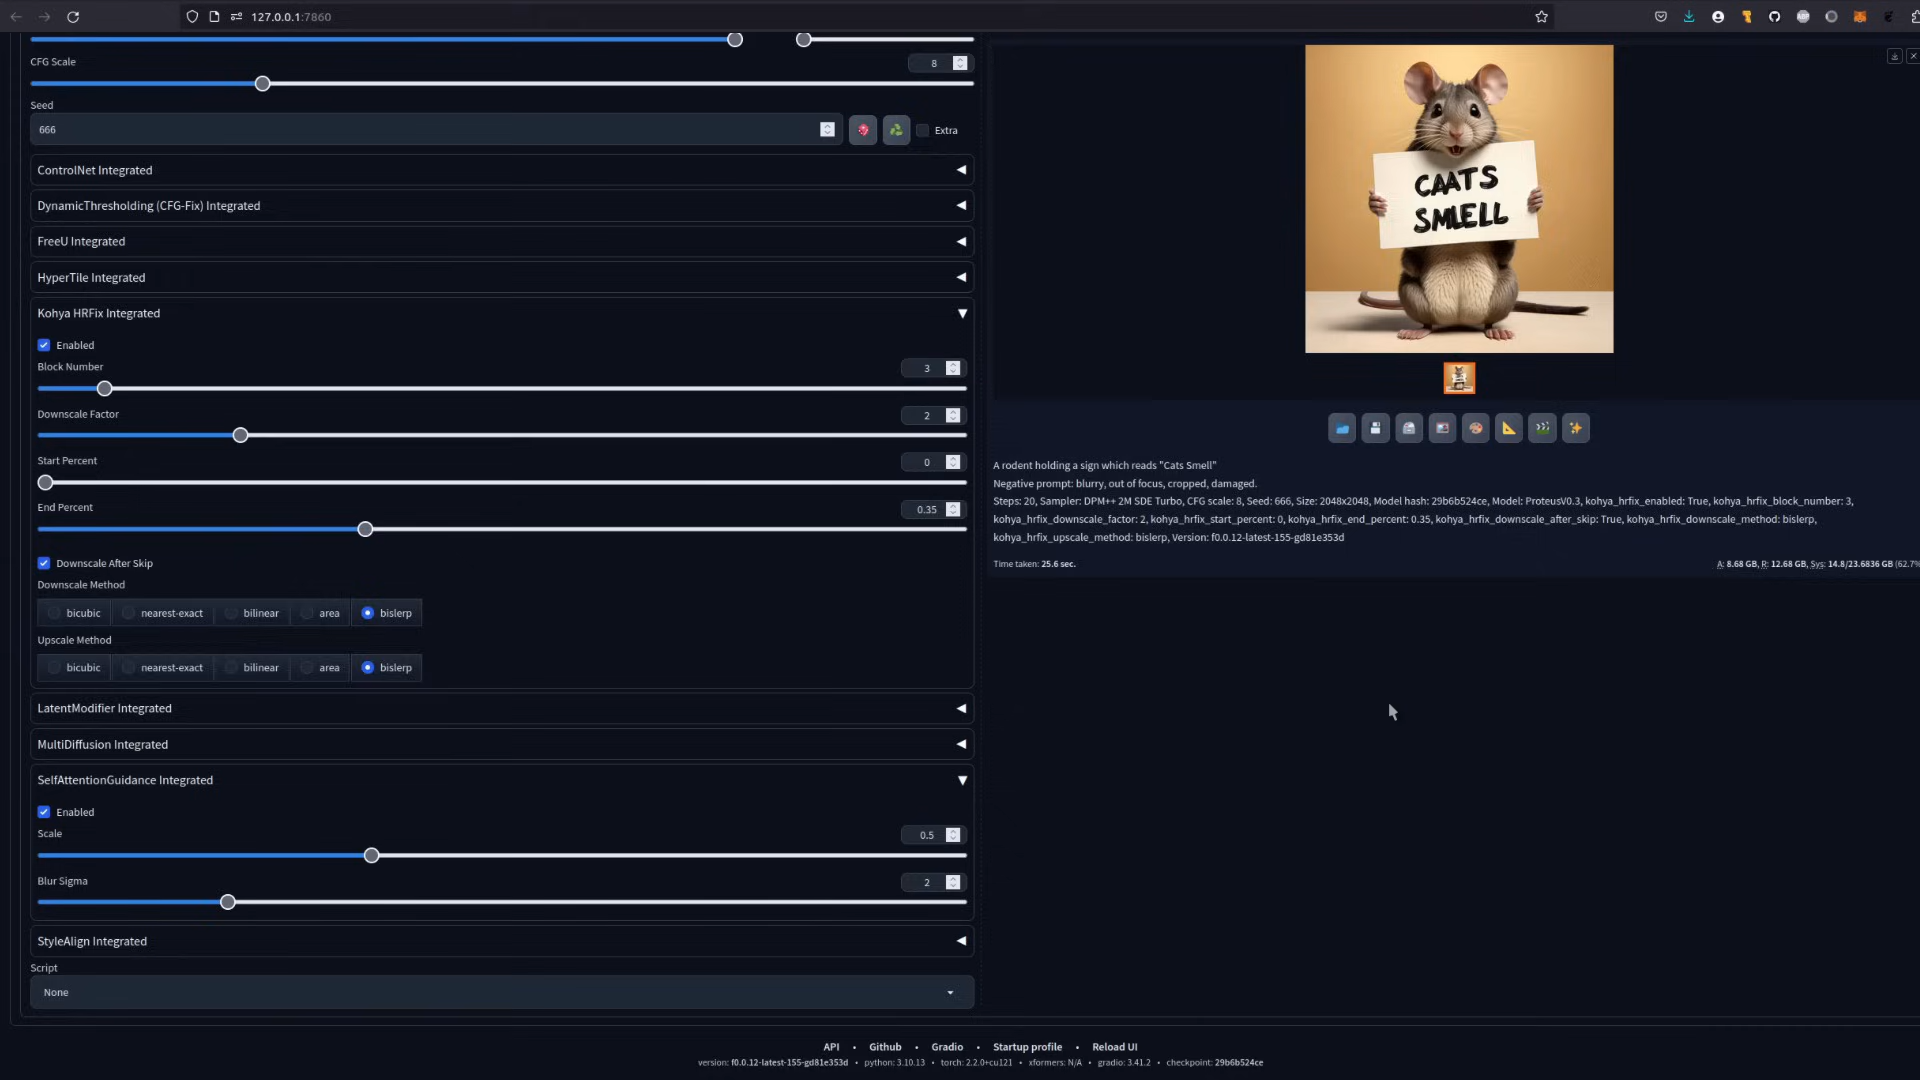 127.0.0.1:7860
CFG Scale
8
Seed
666
Extra
ControlNet Integrated
DynamicThresholding (CFG-Fix) Integrated
FreeU Integrated
HyperTile Integrated
Kohya HRFix Integrated
Enabled
Block Number
3
Downscale Factor
2
Start Percent
0
End Percent
0.35
Downscale After Skip
Downscale Method
bicubic nearest-exact bilinear area bislerp
Upscale Method
bicubic nearest-exact bilinear area bislerp
LatentModifier Integrated
MultiDiffusion Integrated
SelfAttentionGuidance Integrated
Enabled
Scale
0.5
Blur Sigma
2
StyleAlign Integrated
Script
None
CAATS
SMLELL
A rodent holding a sign which reads "Cats Smell"
Negative prompt: blurry, out of focus, cropped, damaged.
Steps: 20, Sampler: DPM++ 2M SDE Turbo, CFG scale: 8, Seed: 666, Size: 2048x2048, Model hash: 29b6b524ce, Model: ProteusV0.3, kohya_hrfix_enabled: True, kohya_hrfix_block_number: 3,
kohya_hrfix_downscale_factor: 2, kohya_hrfix_start_percent: 0, kohya_hrfix_end_percent: 0.35, kohya_hrfix_downscale_after_skip: True, kohya_hrfix_downscale_method: bislerp,
kohya_hrfix_upscale_method: bislerp, Version: f0.0.12-latest-155-gd81e353d
Time taken: 25.6 sec.
A: 8.68 GB, R: 12.68 GB, Sys: 14.8/23.6836 GB (62.7%
API • Github • Gradio • Startup profile • Reload UI
version: f0.0.12-latest-155-gd81e353d • python: 3.10.13 • torch: 2.2.0+cu121 • xformers: N/A • gradio: 3.41.2 • checkpoint: 29b6b524ce